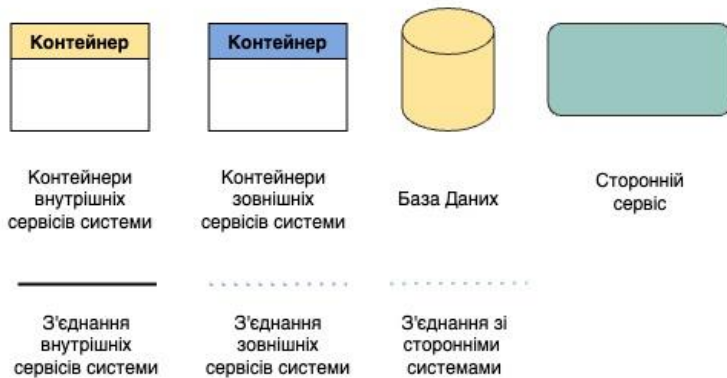 Контейнер
Контейнер
Контейнери
внутрішніх
сервісів системи
Контейнери
зовнішніх
сервісів системи
База Даних
Сторонній
сервіс
З'єднання
внутрішніх
сервісів системи
З'єднання
зовнішніх
сервісів системи
З'єднання зі
сторонніми
системами